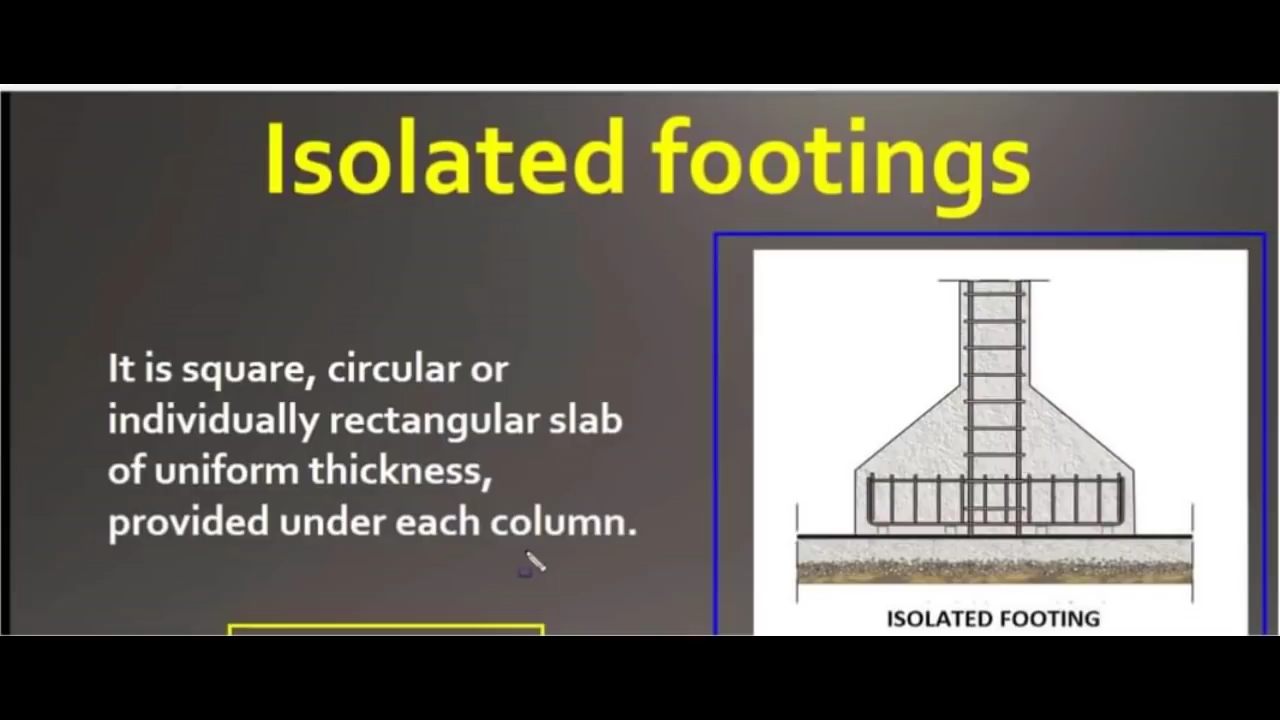 Isolated footings
It is square, circular or
individually rectangular slab
of uniform thickness,
provided under each column.
ISOLATED FOOTING